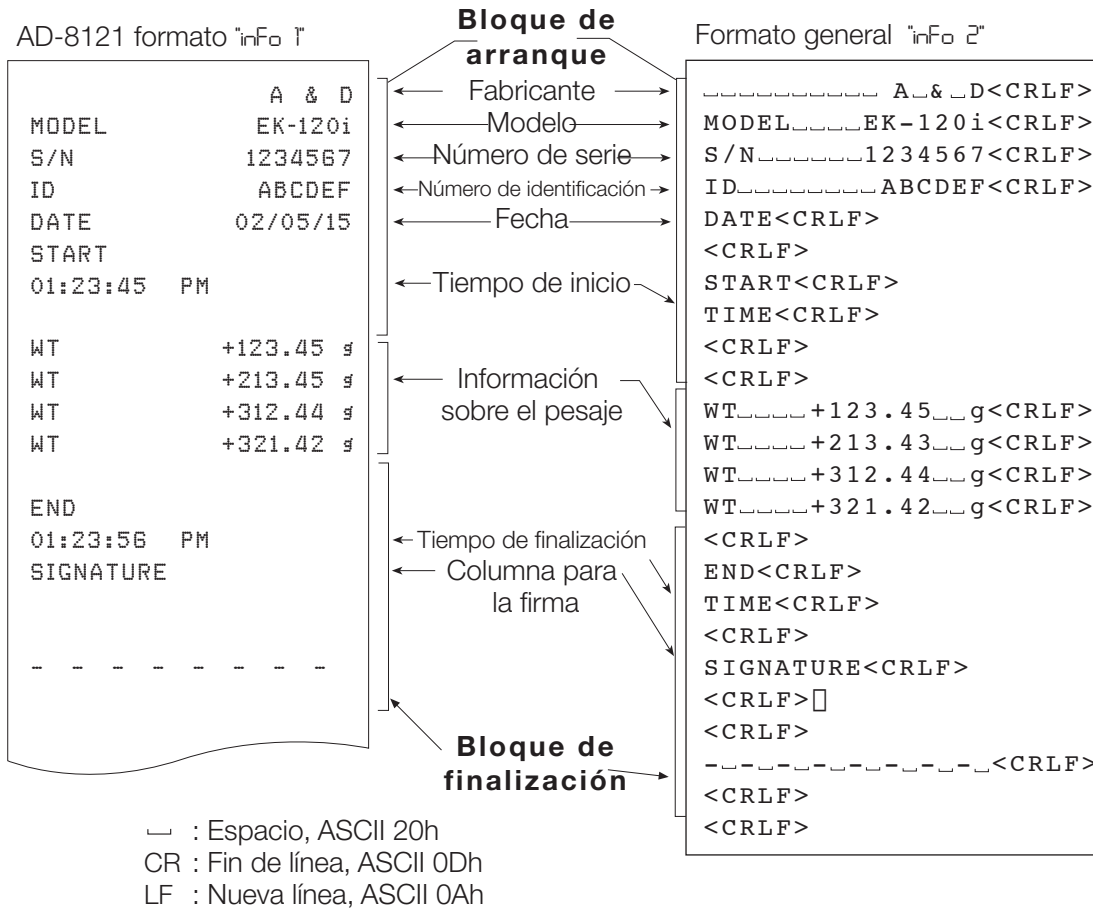 AD-8121 formato "inFo 1"
A & D
MODEL EK-120i
S/N 1234567
ID ABCDEF
DATE 02/05/15
START
01:23:45 PM
WT +123.45 g
WT +213.45 g
WT +312.44 g
WT +321.42 g
END
01:23:56 PM
SIGNATURE
- - - - - - - -
Bloque de
arranque
Fabricante
Modelo
Número de serie
Número de identificación
Fecha
Tiempo de inicio
Información
sobre el pesaje
Tiempo de finalización
Columna para
la firma
Bloque de
finalización
Formato general "inFo 2"
␣␣␣␣␣␣␣␣␣␣ A␣&␣D<CRLF>
MODEL␣␣␣␣EK-120i<CRLF>
S/N␣␣␣␣␣␣1234567<CRLF>
ID␣␣␣␣␣␣␣␣ABCDEF<CRLF>
DATE<CRLF>
<CRLF>
START<CRLF>
TIME<CRLF>
<CRLF>
<CRLF>
WT␣␣␣␣+123.45␣␣g<CRLF>
WT␣␣␣␣+213.43␣␣g<CRLF>
WT␣␣␣␣+312.44␣␣g<CRLF>
WT␣␣␣␣+321.42␣␣g<CRLF>
<CRLF>
END<CRLF>
TIME<CRLF>
<CRLF>
SIGNATURE<CRLF>
<CRLF>▯
<CRLF>
-␣-␣-␣-␣-␣-␣-␣-␣<CRLF>
<CRLF>
<CRLF>
␣ : Espacio, ASCII 20h
CR : Fin de línea, ASCII 0Dh
LF : Nueva línea, ASCII 0Ah